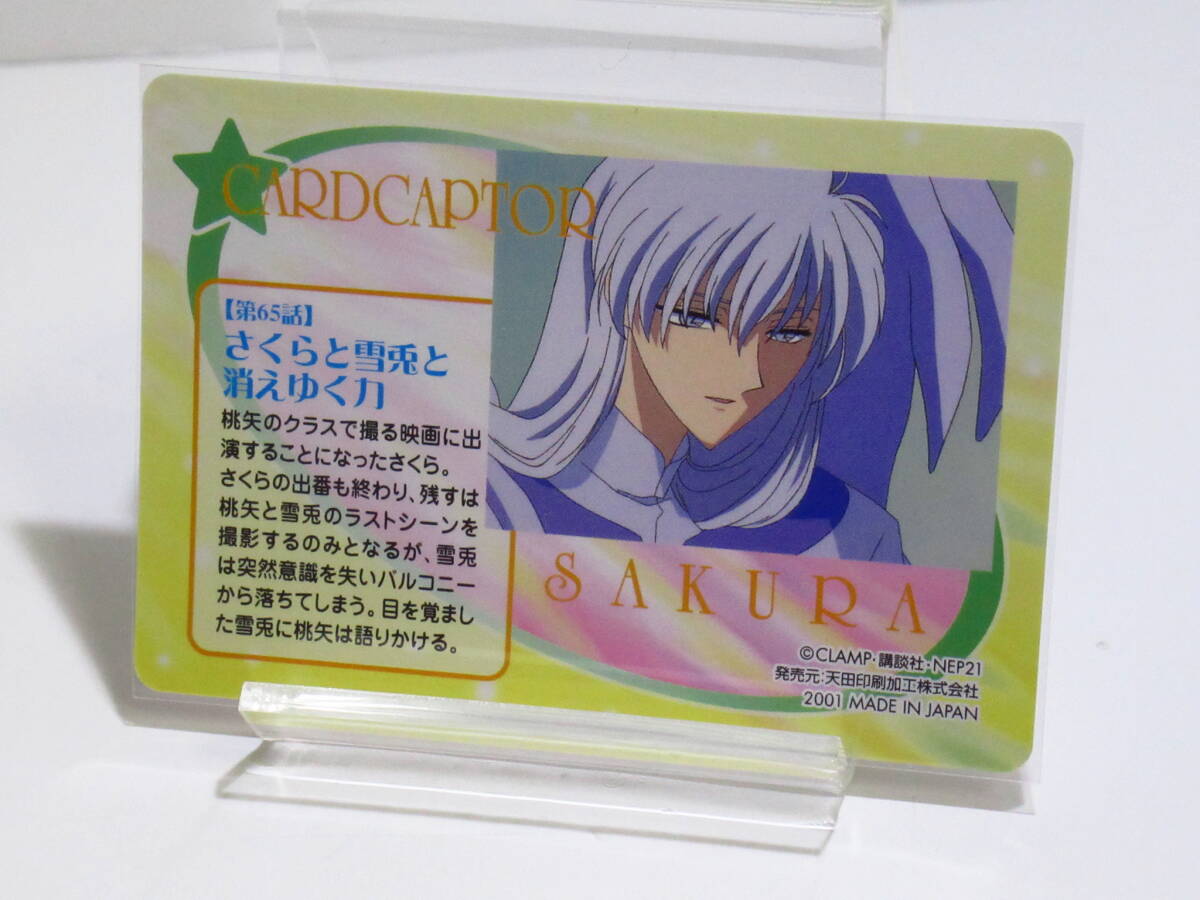 CARDCAPTOR
【第65話】
さくらと雪兎と
消えゆく力
桃矢のクラスで撮る映画に出
演することになったさくら。
さくらの出番も終わり、残すは
桃矢と雪兎のラストシーンを
撮影するのみとなるが、雪兎
は突然意識を失いバルコニー
から落ちてしまう。目を覚まし
た雪兎に桃矢は語りかける。
SAKURA
©CLAMP・講談社・NEP21
発売元:天田印刷加工株式会社
2001 MADE IN JAPAN